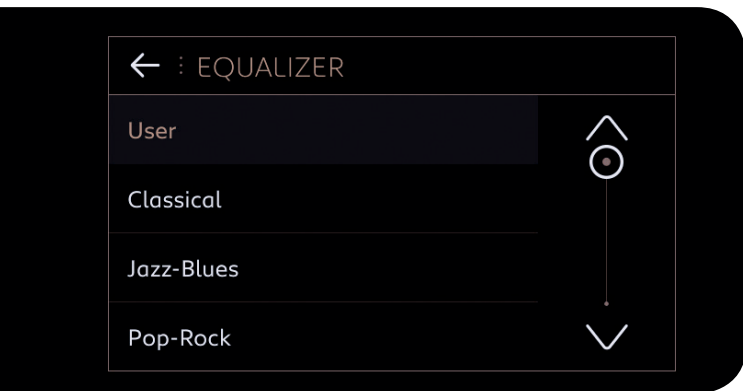 EQUALIZER
User
Classical
Jazz-Blues
Pop-Rock